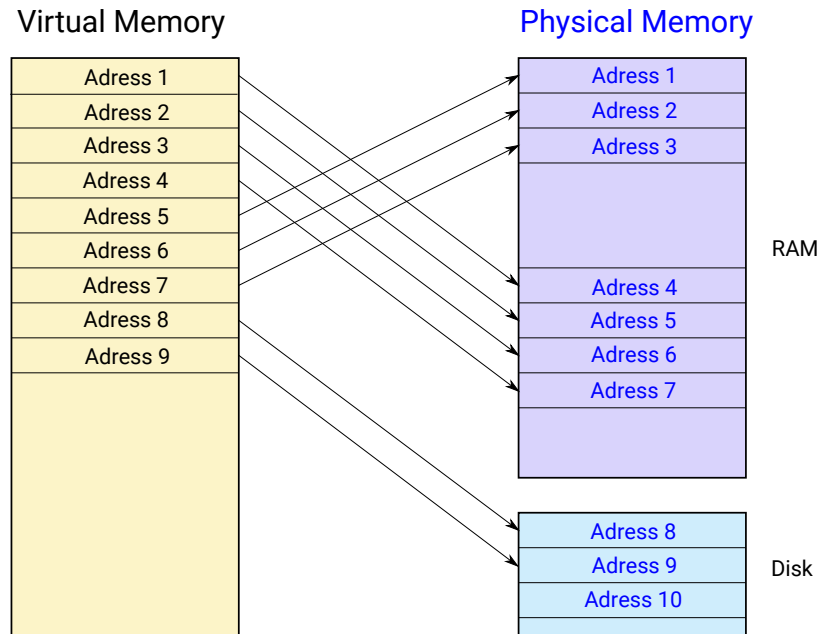 Virtual Memory
Adress 1
Adress 2
Adress 3
Adress 4
Adress 5
Adress 6
Adress 7
Adress 8
Adress 9
Physical Memory
Adress 1
Adress 2
Adress 3
Adress 4
Adress 5
Adress 6
Adress 7
RAM
Adress 8
Adress 9
Adress 10
Disk